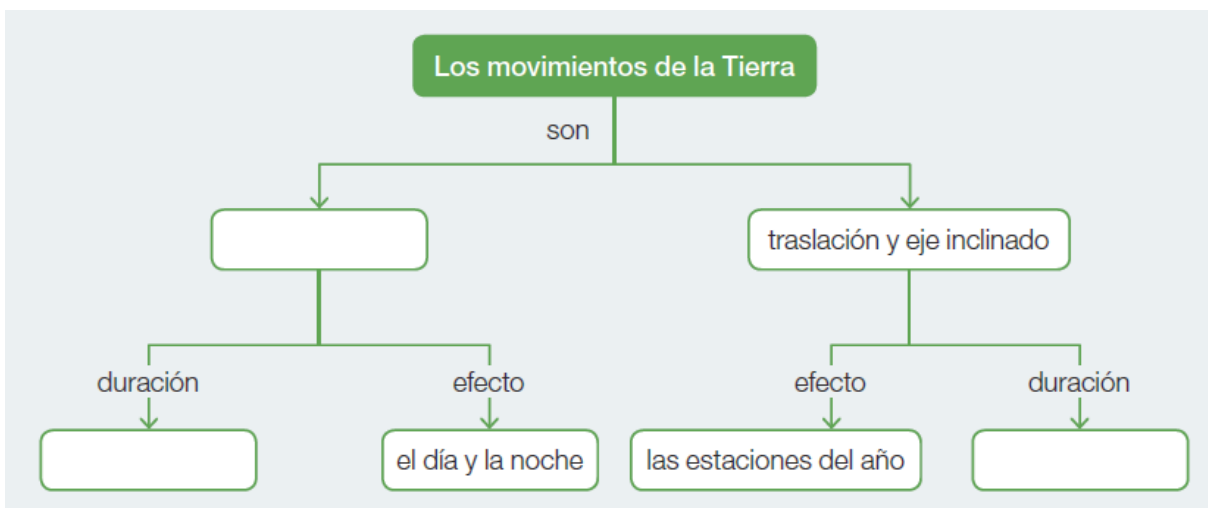 Los movimientos de la Tierra
son
traslación y eje inclinado
duración
efecto
efecto
duración
el día y la noche
las estaciones del año